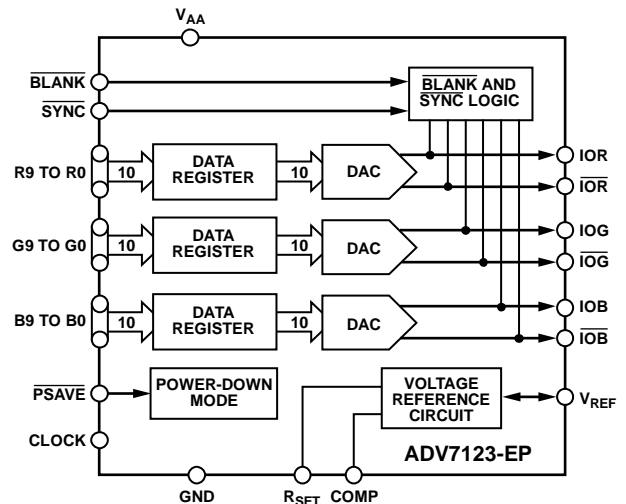 VAA
BLANK
SYNC
BLANK AND
SYNC LOGIC
R9 TO R0
10
DATA
REGISTER
10
DAC
IOR
IOR
G9 TO G0
10
DATA
REGISTER
10
DAC
IOG
IOG
B9 TO B0
10
DATA
REGISTER
10
DAC
IOB
IOB
PSAVE
POWER-DOWN
MODE
VOLTAGE
REFERENCE
CIRCUIT
VREF
CLOCK
ADV7123-EP
GND
RSET
COMP